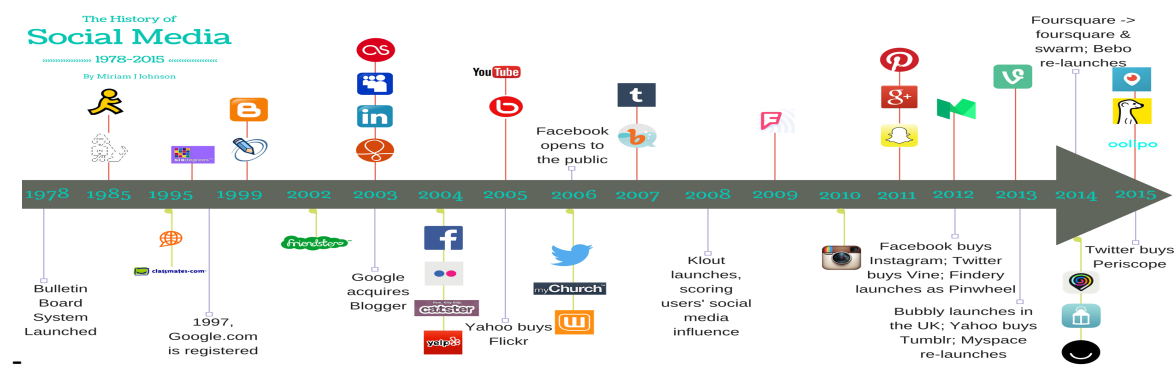 The History of
Social Media
1978-2015
By Miriam J Johnson
Foursquare ->
foursquare &
swarm; Bebo
re-launches
YouTube
in
t
g+
Facebook
opens to
the public
oolipo
1978 1985 1995 1999 2002 2003 2004 2005 2006 2007 2008 2009 2010 2011 2012 2013 2014 2015
friendster
classmates.com
Bulletin
Board
System
Launched
1997,
Google.com
is registered
Google
acquires
Blogger
f
catster
yelp
Yahoo buys
Flickr
myChurch
Klout
launches,
scoring
users' social
media
influence
Facebook buys
Instagram; Twitter
buys Vine; Findery
launches as Pinwheel
Bubbly launches in
the UK; Yahoo buys
Tumblr; Myspace
re-launches
Twitter buys
Periscope
-